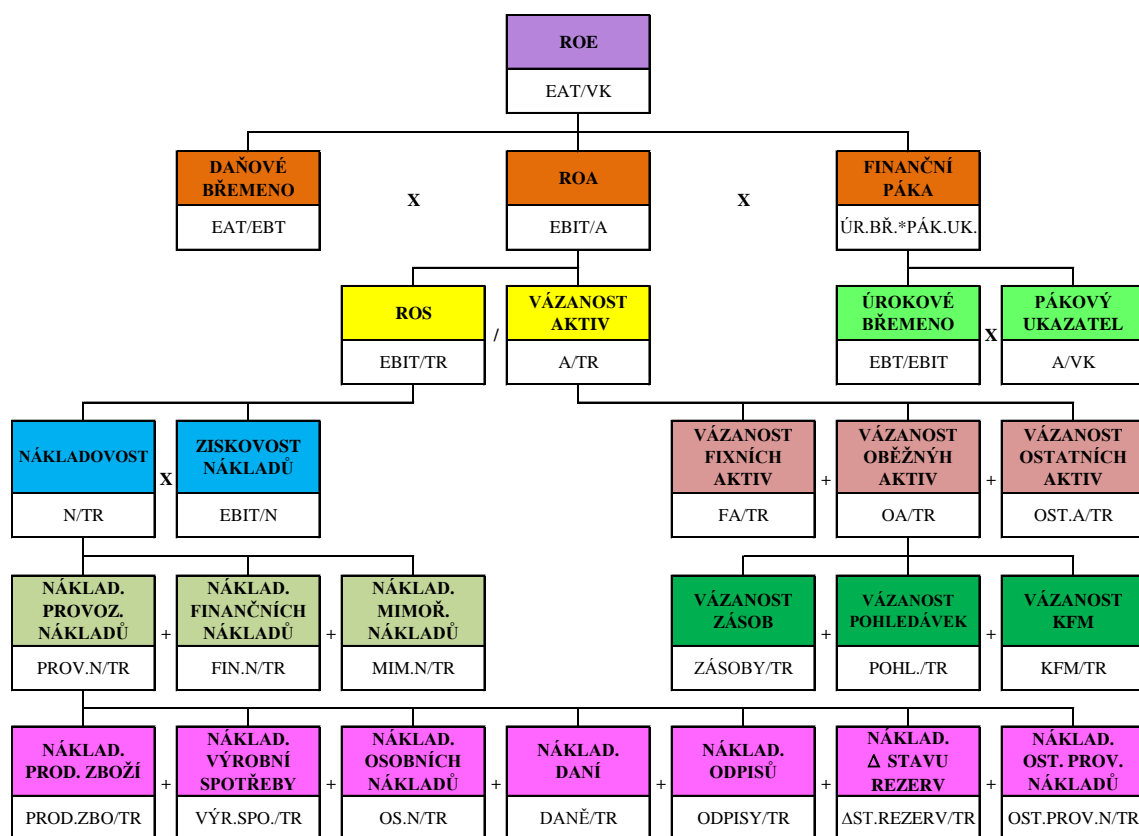 ROE
EAT/VK
DAŇOVÉ
BŘEMENO
EAT/EBT
X
ROA
EBIT/A
X
FINANČNÍ
PÁKA
ÚR.BŘ.*PÁK.UK.
ROS
EBIT/TR
/
VÁZANOST
AKTIV
A/TR
ÚROKOVÉ
BŘEMENO
EBT/EBIT
X
PÁKOVÝ
UKAZATEL
A/VK
NÁKLADOVOST
N/TR
X
ZISKOVOST
NÁKLADŮ
EBIT/N
VÁZANOST
FIXNÍCH
AKTIV
FA/TR
+
VÁZANOST
OBĚŽNÝH
AKTIV
OA/TR
+
VÁZANOST
OSTATNÍCH
AKTIV
OST.A/TR
NÁKLAD.
PROVOZ.
NÁKLADŮ
PROV.N/TR
+
NÁKLAD.
FINANČNÍCH
NÁKLADŮ
FIN.N/TR
+
NÁKLAD.
MIMOŘ.
NÁKLADŮ
MIM.N/TR
VÁZANOST
ZÁSOB
ZÁSOBY/TR
+
VÁZANOST
POHLEDÁVEK
POHL./TR
+
VÁZANOST
KFM
KFM/TR
NÁKLAD.
PROD. ZBOŽÍ
PROD.ZBO/TR
+
NÁKLAD.
VÝROBNÍ
SPOTŘEBY
VÝR.SPO./TR
+
NÁKLAD.
OSOBNÍCH
NÁKLADŮ
OS.N/TR
+
NÁKLAD.
DANÍ
DANĚ/TR
+
NÁKLAD.
ODPISŮ
ODPISY/TR
+
NÁKLAD.
Δ STAVU
REZERV
ΔST.REZERV/TR
+
NÁKLAD.
OST. PROV.
NÁKLADŮ
OST.PROV.N/TR